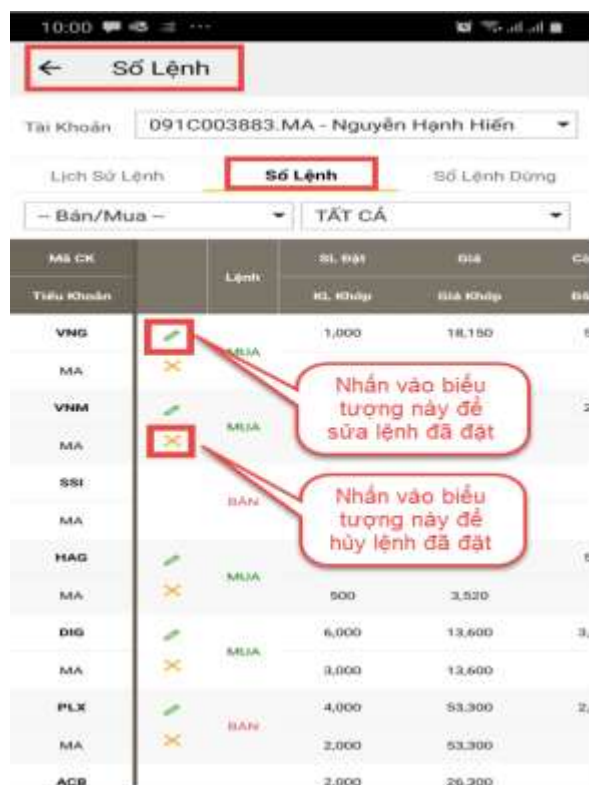 10:00
Sổ Lệnh
Tài Khoản 091C003883.MA - Nguyễn Hạnh Hiến
Lịch Sử Lệnh Sổ Lệnh Sổ Lệnh Dừng
-- Bán/Mua -- TẤT CẢ
Mã CK SL Đặt Giá
Lệnh
Tiểu Khoản KL Khớp Giá Khớp
VNG 1,000 18,150
MUA
MA
Nhấn vào biểu
tượng này để
sửa lệnh đã đặt
VNM
MUA
MA
SSI
BÁN
MA
Nhấn vào biểu
tượng này để
hủy lệnh đã đặt
HAG
MUA
MA 500 3,520
DIG 6,000 13,600 3,
MUA
MA 3,000 13,600
PLX 4,000 53,300 2,
BÁN
MA 2,000 53,300
ACB 2,000 26,300